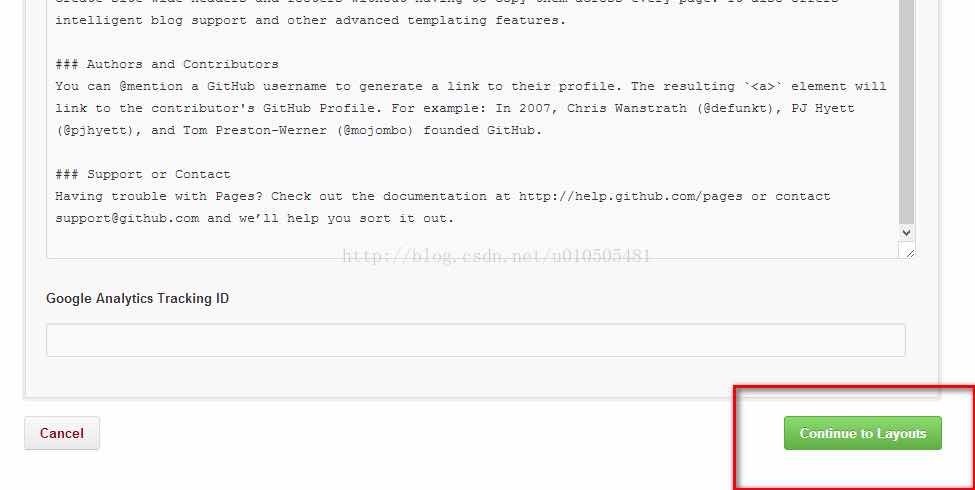 intelligent blog support and other advanced templating features.
### Authors and Contributors
You can @mention a GitHub username to generate a link to their profile. The resulting `<a>` element will
link to the contributor's GitHub Profile. For example: In 2007, Chris Wanstrath (@defunkt), PJ Hyett
(@pjhyett), and Tom Preston-Werner (@mojombo) founded GitHub.
### Support or Contact
Having trouble with Pages? Check out the documentation at http://help.github.com/pages or contact
support@github.com and we’ll help you sort it out.
http://blog.csdn.net/u010505481
Google Analytics Tracking ID
Cancel
Continue to Layouts